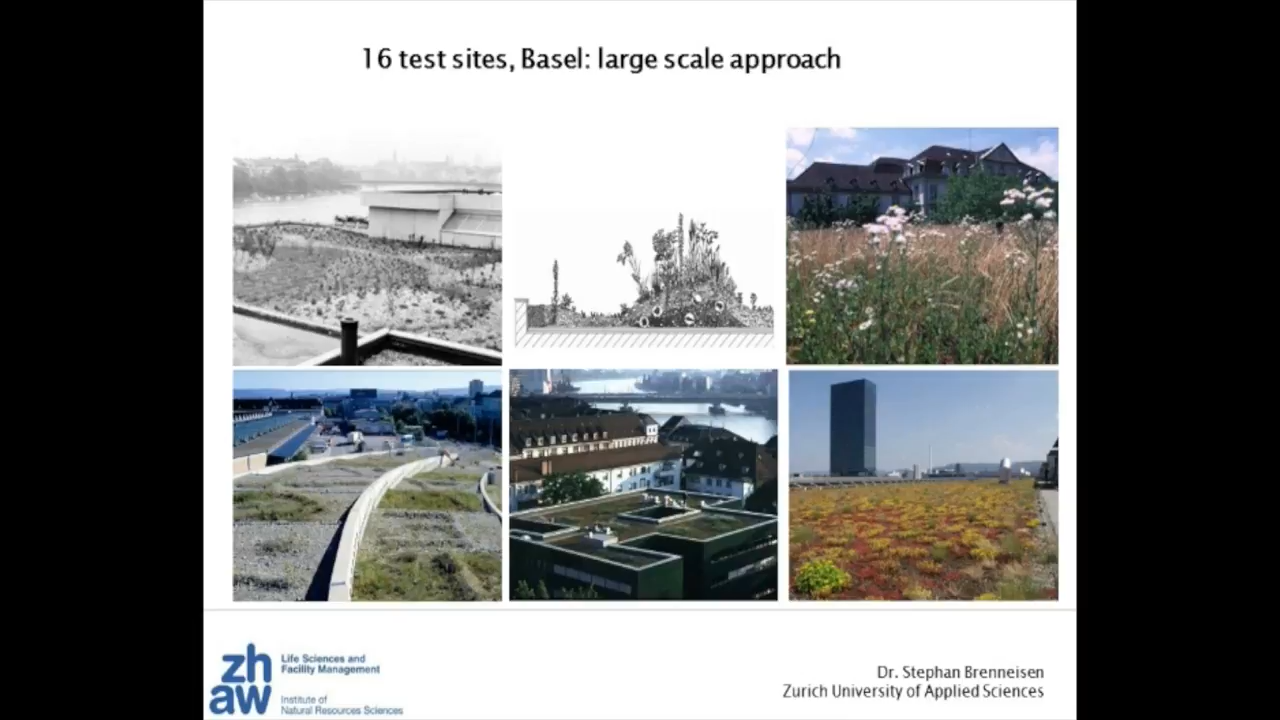 16 test sites, Basel: large scale approach
zh
aw
Life Sciences and
Facility Management
Institute of
Natural Resources Sciences
Dr. Stephan Brenneisen
Zurich University of Applied Sciences